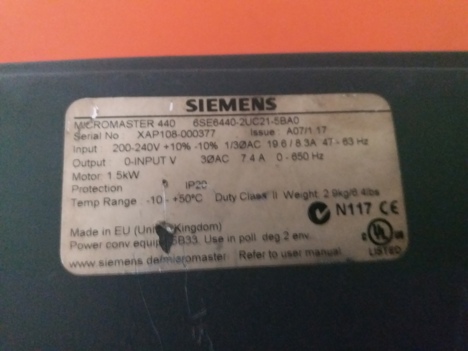 SIEMENS
MICROMASTER 440 6SE6440-2UC21-5BA0
Serial No XAP108-000377 Issue: A07/1.17
Input 200-240V +10% -10% 1/3ØAC 19.6 / 8.3A 47 - 63 Hz
Output : 0-INPUT V 3ØAC 7.4 A 0 - 650 Hz
Motor: 1.5kW
Protection IP20
Temp Range : -10 - +50°C Duty Class II Weight: 2.9kg/6.4lbs
N117 CE
Made in EU (United Kingdom)
Power conv. equip. 5B33. Use in poll. deg 2 env.
UL
www.siemens.de/micromaster Refer to user manual. LISTED